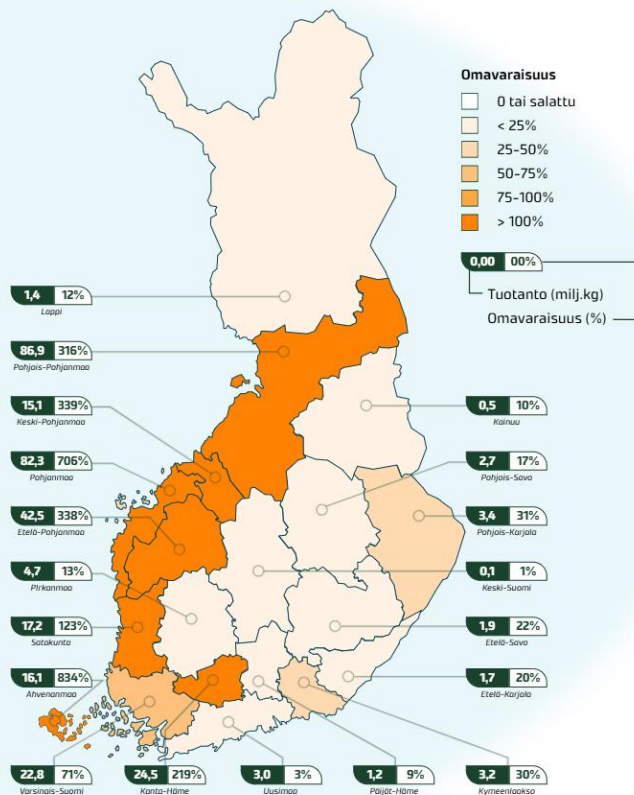 Omavaraisuus
0 tai salattu
< 25%
25-50%
50-75%
75-100%
> 100%
0,00 00%
Tuotanto (milj.kg)
Omavaraisuus (%)
1,4 12%
Lappi
86,9 316%
Pohjois-Pohjanmaa
15,1 339%
Keski-Pohjanmaa
82,3 706%
Pohjanmaa
42,5 338%
Etelä-Pohjanmaa
4,7 13%
Pirkanmaa
17,2 123%
Satakunta
16,1 834%
Ahvenanmaa
0,5 10%
Kainuu
2,7 17%
Pohjois-Savo
3,4 31%
Pohjois-Karjala
0,1 1%
Keski-Suomi
1,9 22%
Etelä-Savo
1,7 20%
Etelä-Karjala
22,8 71%
Varsinais-Suomi
24,5 219%
Kanta-Häme
3,0 3%
Uusimaa
1,2 9%
Päijät-Häme
3,2 30%
Kymeenlaakso